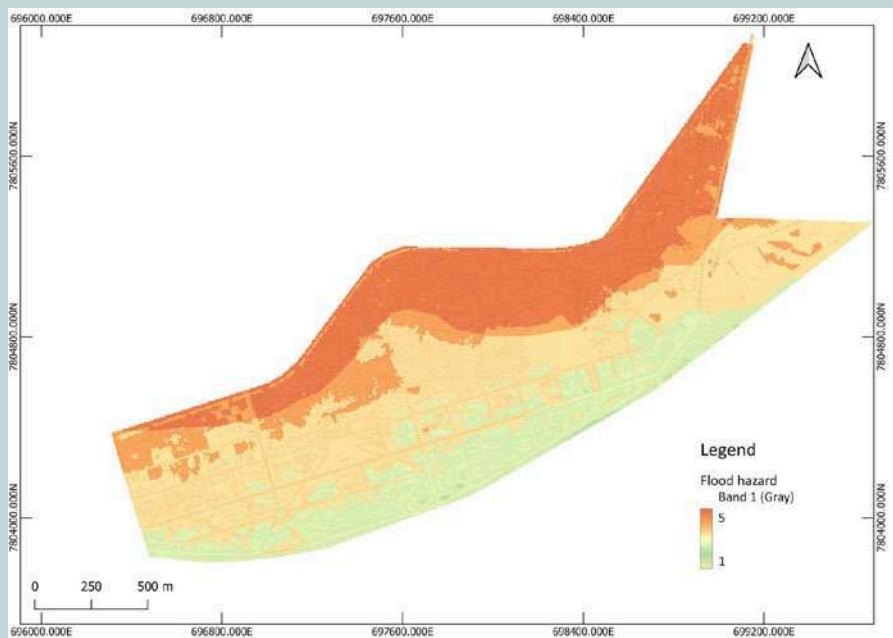 696000.000E 696800.000E 697600.000E 698400.000E 699200.000E
7805600.000N 7805600.000N
7804800.000N 7804800.000N
7804000.000N 7804000.000N
Legend
Flood hazard
Band 1 (Gray)
5
1
0 250 500 m
696000.000E 696800.000E 697600.000E 698400.000E 699200.000E